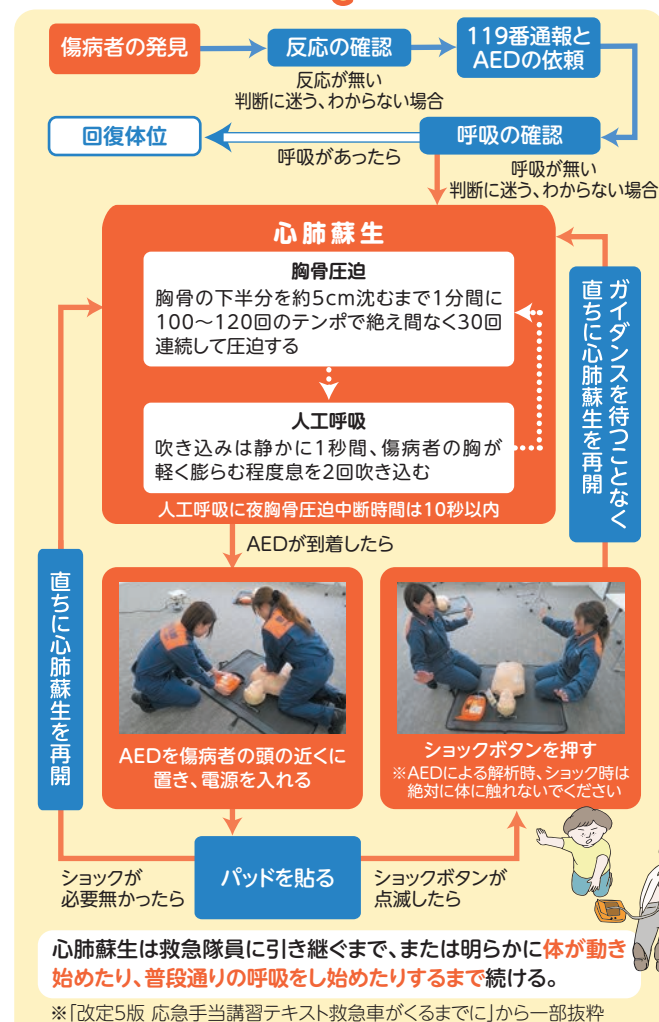 傷病者の発見
反応の確認
119番通報と
AEDの依頼
反応が無い
判断に迷う、わからない場合
回復体位
呼吸の確認
呼吸があったら
呼吸が無い
判断に迷う、わからない場合
心肺蘇生
胸骨圧迫
胸骨の下半分を約5cm沈むまで1分間に
100〜120回のテンポで絶え間なく30回
連続して圧迫する
人工呼吸
吹き込みは静かに1秒間、傷病者の胸が
軽く膨らむ程度息を2回吹き込む
人工呼吸に夜胸骨圧迫中断時間は10秒以内
ガイダンスを待つことなく
直ちに心肺蘇生を再開
AEDが到着したら
直ちに心肺蘇生を再開
AEDを傷病者の頭の近くに
置き、電源を入れる
ショックボタンを押す
※AEDによる解析時、ショック時は
絶対に体に触れないでください
ショックが
必要無かったら
パッドを貼る
ショックボタンが
点滅したら
心肺蘇生は救急隊員に引き継ぐまで、または明らかに体が動き
始めたり、普段通りの呼吸をし始めたりするまで続ける。
※「改定5版 応急手当講習テキスト救急車がくるまでに」から一部抜粋